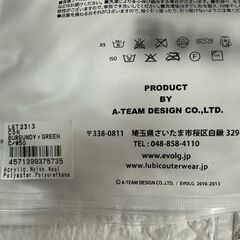 LET2313
BURGUNDY×GREEN
C/#50
4571399375735
Acrylic, Nylon, Wool
Polyester, Polyurethane
PRODUCT
BY
A-TEAM DESIGN CO.,LTD.
〒338-0811 埼玉県さいたま市桜区白鍬 329
TEL: 048-858-4110
www.evolg.com
www.lubicouterwear.jp
© A-TEAM DESIGN CO.,LTD.
© EVOLG 2010-2013